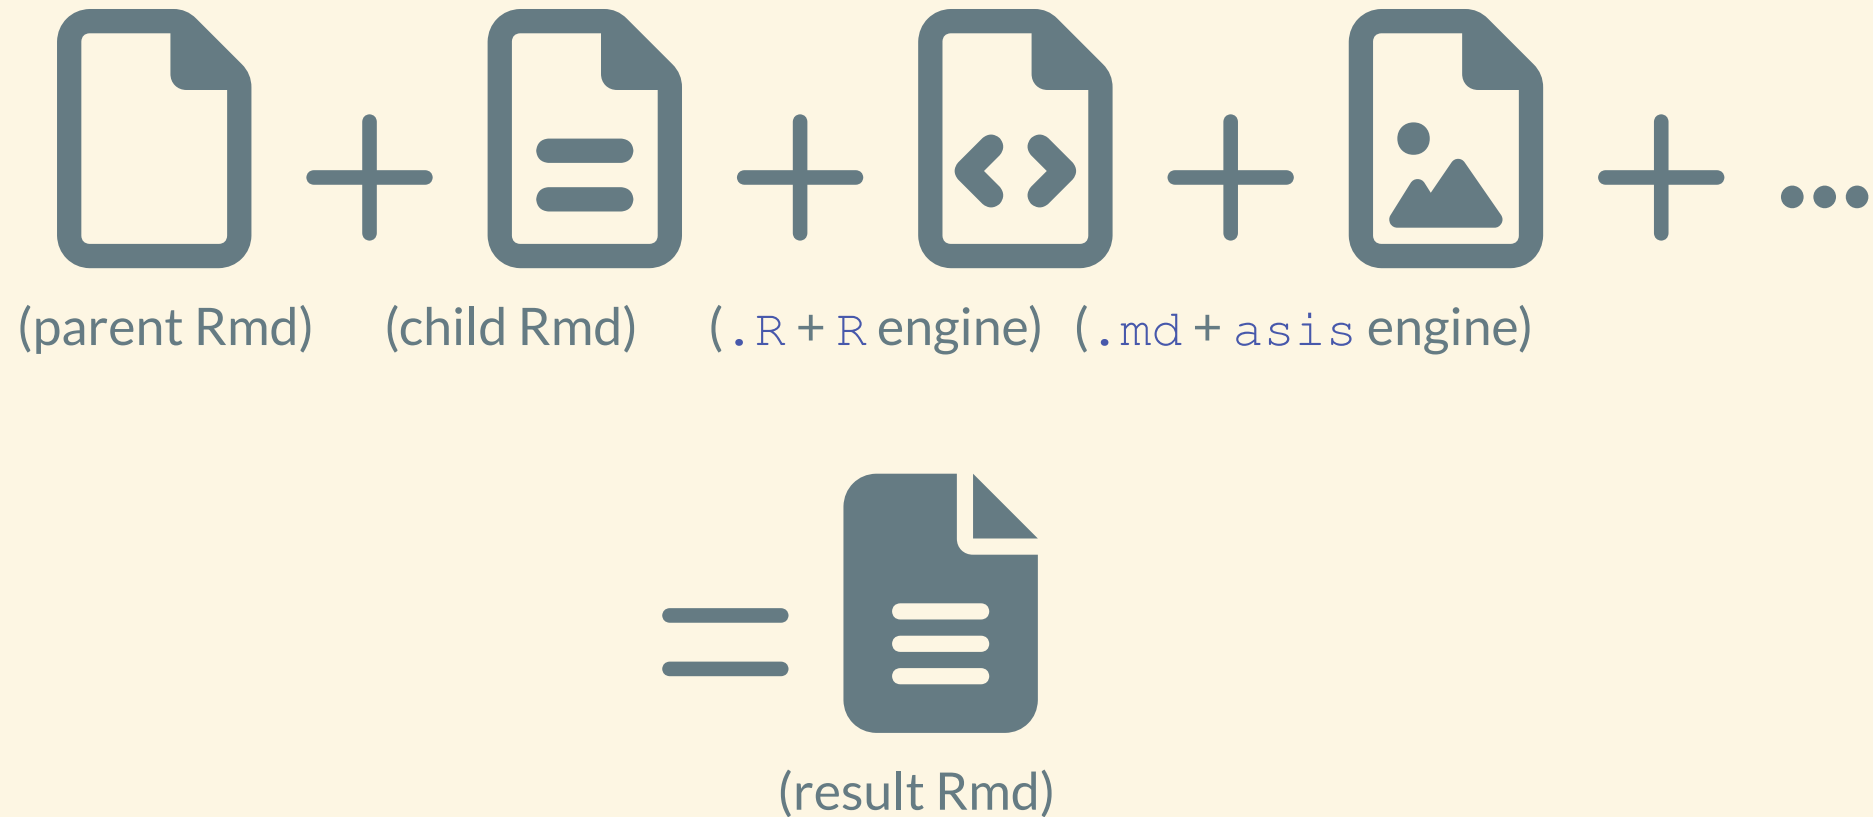 (parent Rmd) (child Rmd) (.R + R engine) (.md + asis engine)
(result Rmd)